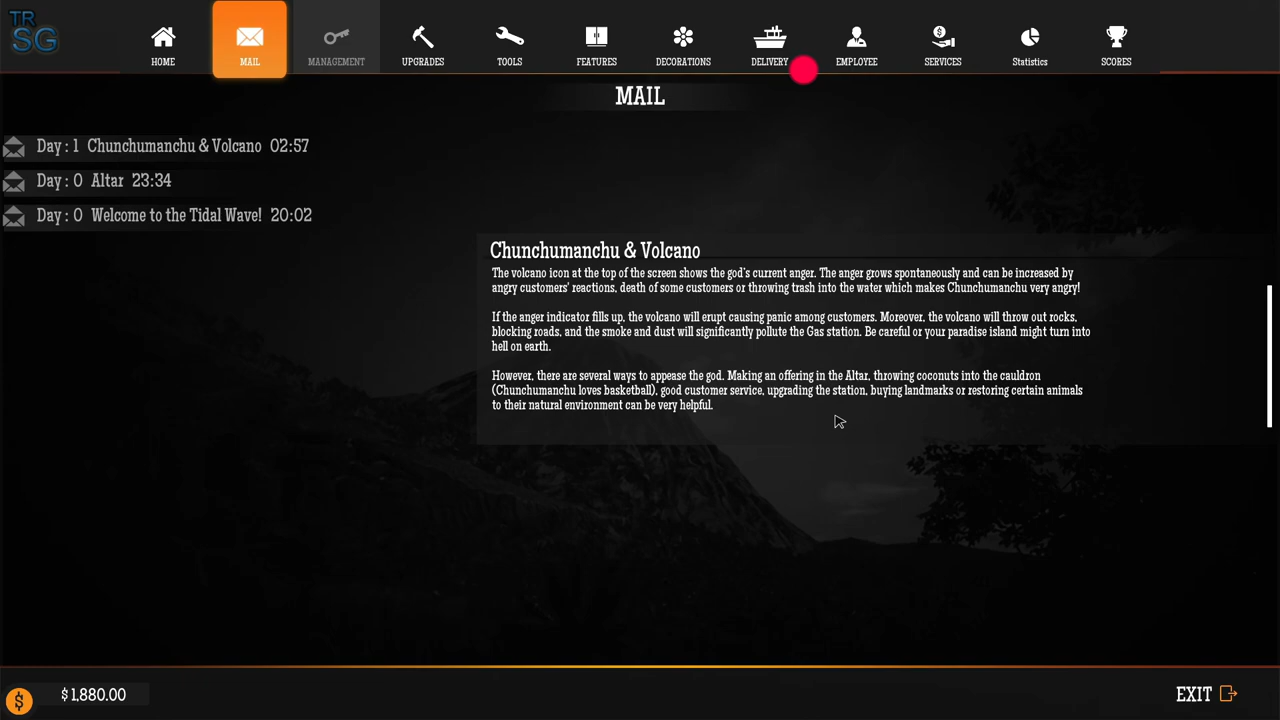 TR
SG
HOME
MAIL
MANAGEMENT
UPGRADES
TOOLS
FEATURES
DECORATIONS
DELIVERY
EMPLOYEE
SERVICES
Statistics
SCORES
MAIL
Day : 1 Chunchumanchu & Volcano 02:57
Day : 0 Altar 23:34
Day : 0 Welcome to the Tidal Wave! 20:02
Chunchumanchu & Volcano
The volcano icon at the top of the screen shows the god's current anger. The anger grows spontaneously and can be increased by
angry customers' reactions, death of some customers or throwing trash into the water which makes Chunchumanchu very angry!
If the anger indicator fills up, the volcano will erupt causing panic among customers. Moreover, the volcano will throw out rocks,
blocking roads, and the smoke and dust will significantly pollute the Gas station. Be careful or your paradise island might turn into
hell on earth.
However, there are several ways to appease the god. Making an offering in the Altar, throwing coconuts into the cauldron
(Chunchumanchu loves basketball), good customer service, upgrading the station, buying landmarks or restoring certain animals
to their natural environment can be very helpful.
$ $1,880.00
EXIT